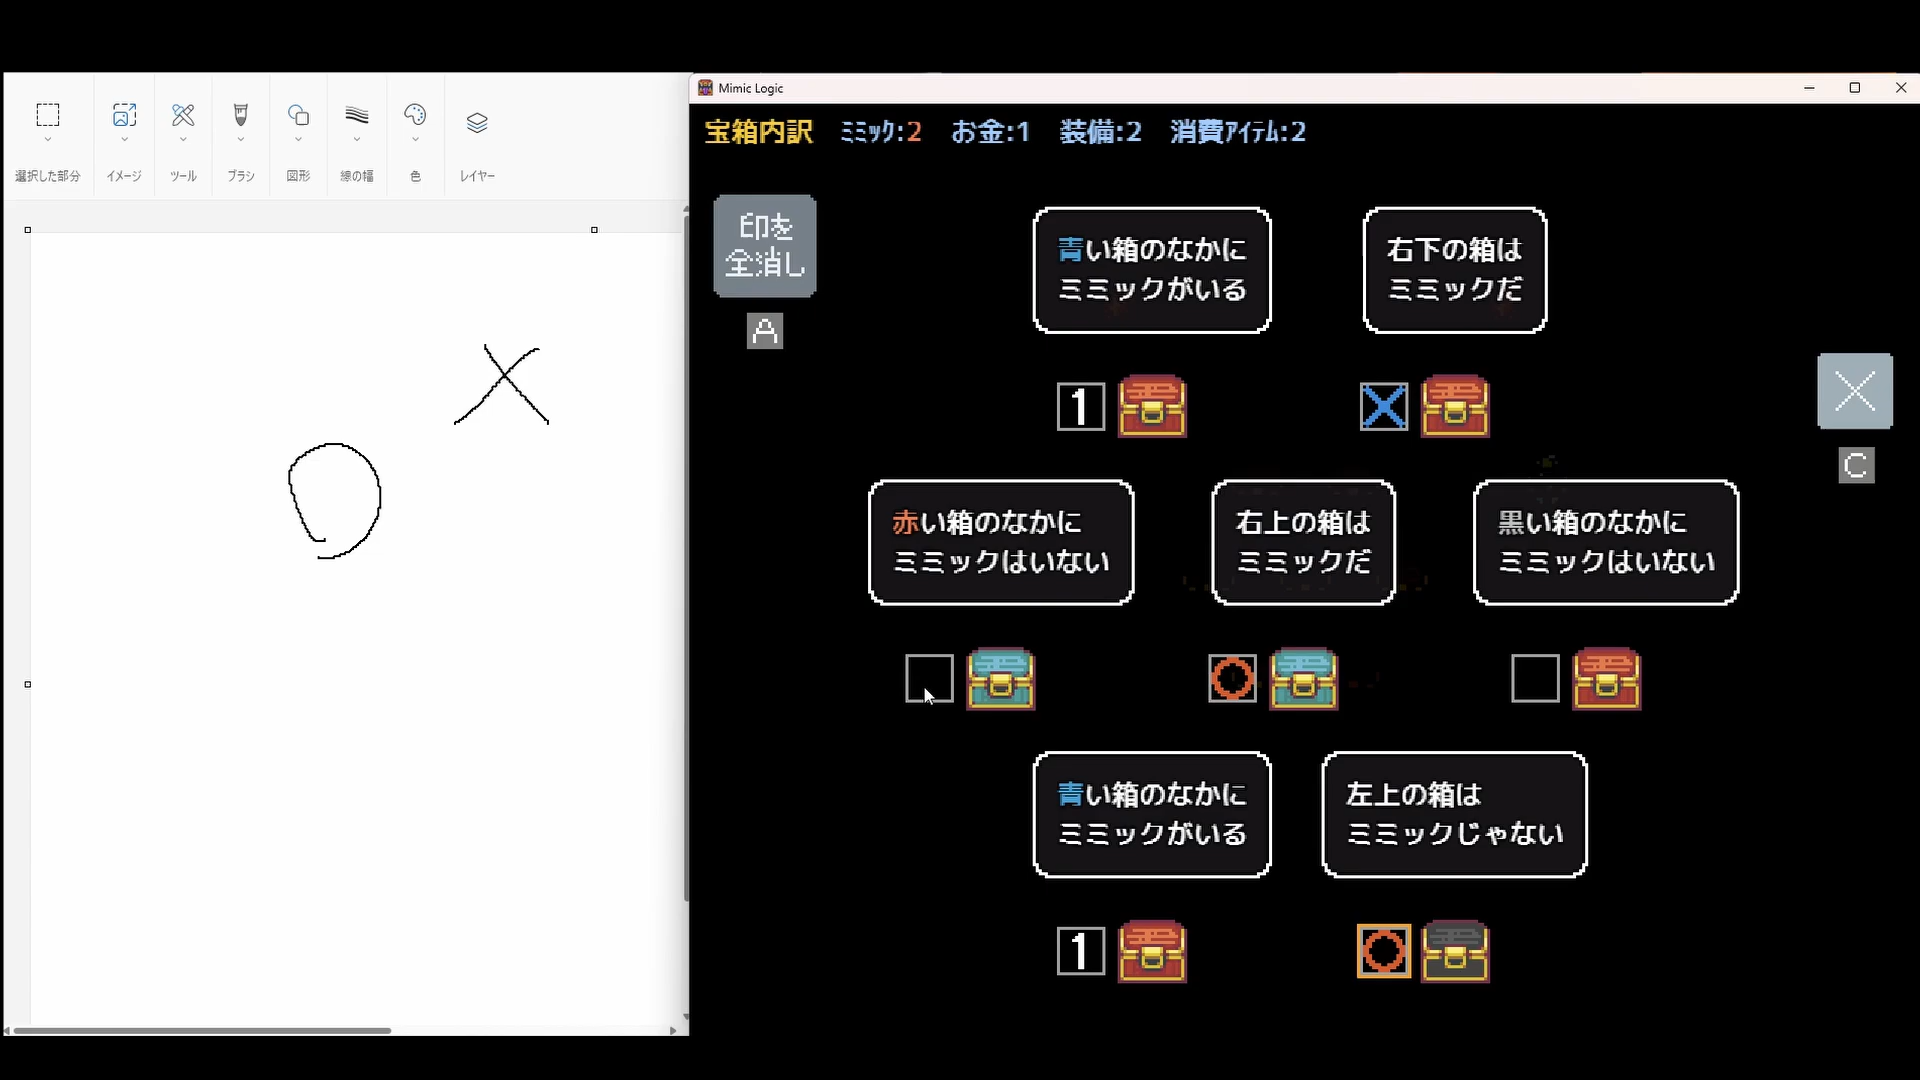 Mimic Logic
選択した部分 イメージ ツール ブラシ 図形 線の幅 色 レイヤー
宝箱内訳 ﾐﾐｯｸ:2 お金:1 装備:2 消費ｱｲﾃﾑ:2
印を
全消し
A
青い箱のなかに
ミミックがいる
右下の箱は
ミミックだ
1
C
赤い箱のなかに
ミミックはいない
右上の箱は
ミミックだ
黒い箱のなかに
ミミックはいない
青い箱のなかに
ミミックがいる
左上の箱は
ミミックじゃない
1